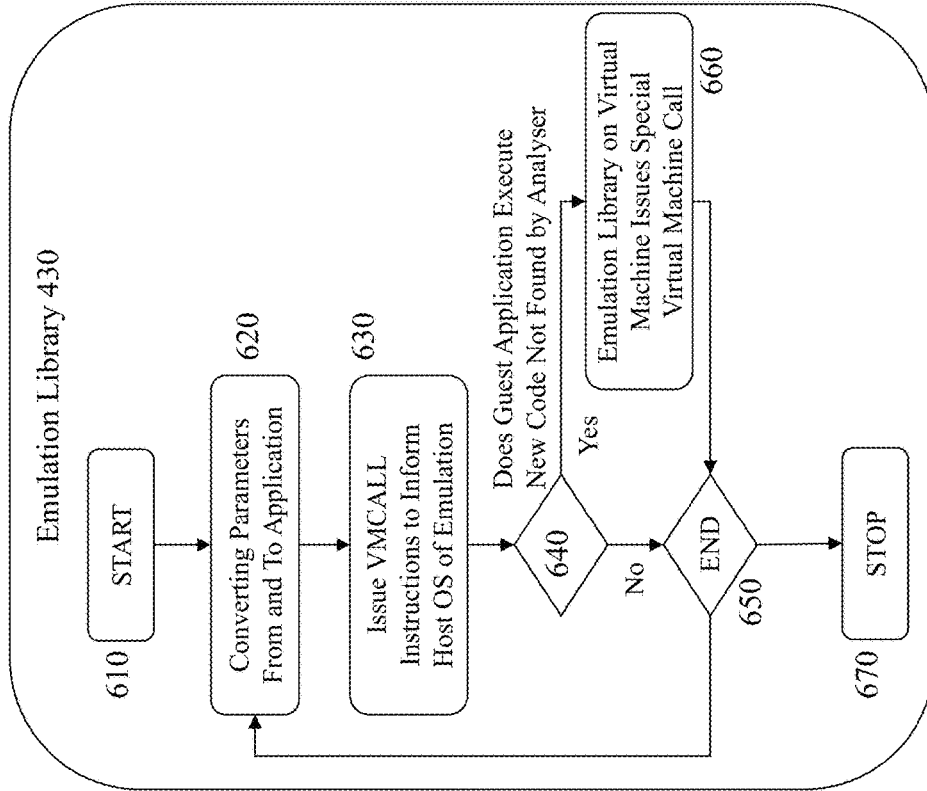 Emulation Library 430
610
START
620
Converting Parameters
From and To Application
630
Issue VMCALL
Instructions to Inform
Host OS of Emulation
Does Guest Application Execute
New Code Not Found by Analyser
640
Yes
No
660
Emulation Library on Virtual
Machine Issues Special
Virtual Machine Call
END
650
670
STOP